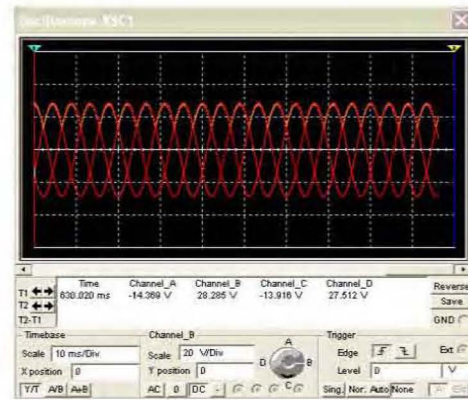 Oscilloscope-XSC1
Time Channel_A Channel_B Channel_C Channel_D
T1 630.020 ms -14.369 V 28.285 V -13.916 V 27.512 V
T2
T2-T1
Reverse
Save
GND
Timebase
Scale 10 ms/Div
X position 0
Y/T A/B A+B
Channel_B
Scale 20 V/Div
Y position 0
AC 0 DC -
A
D B
C
Trigger
Edge Ext
Level 0 V
Sing. Nor. Auto None A Ext